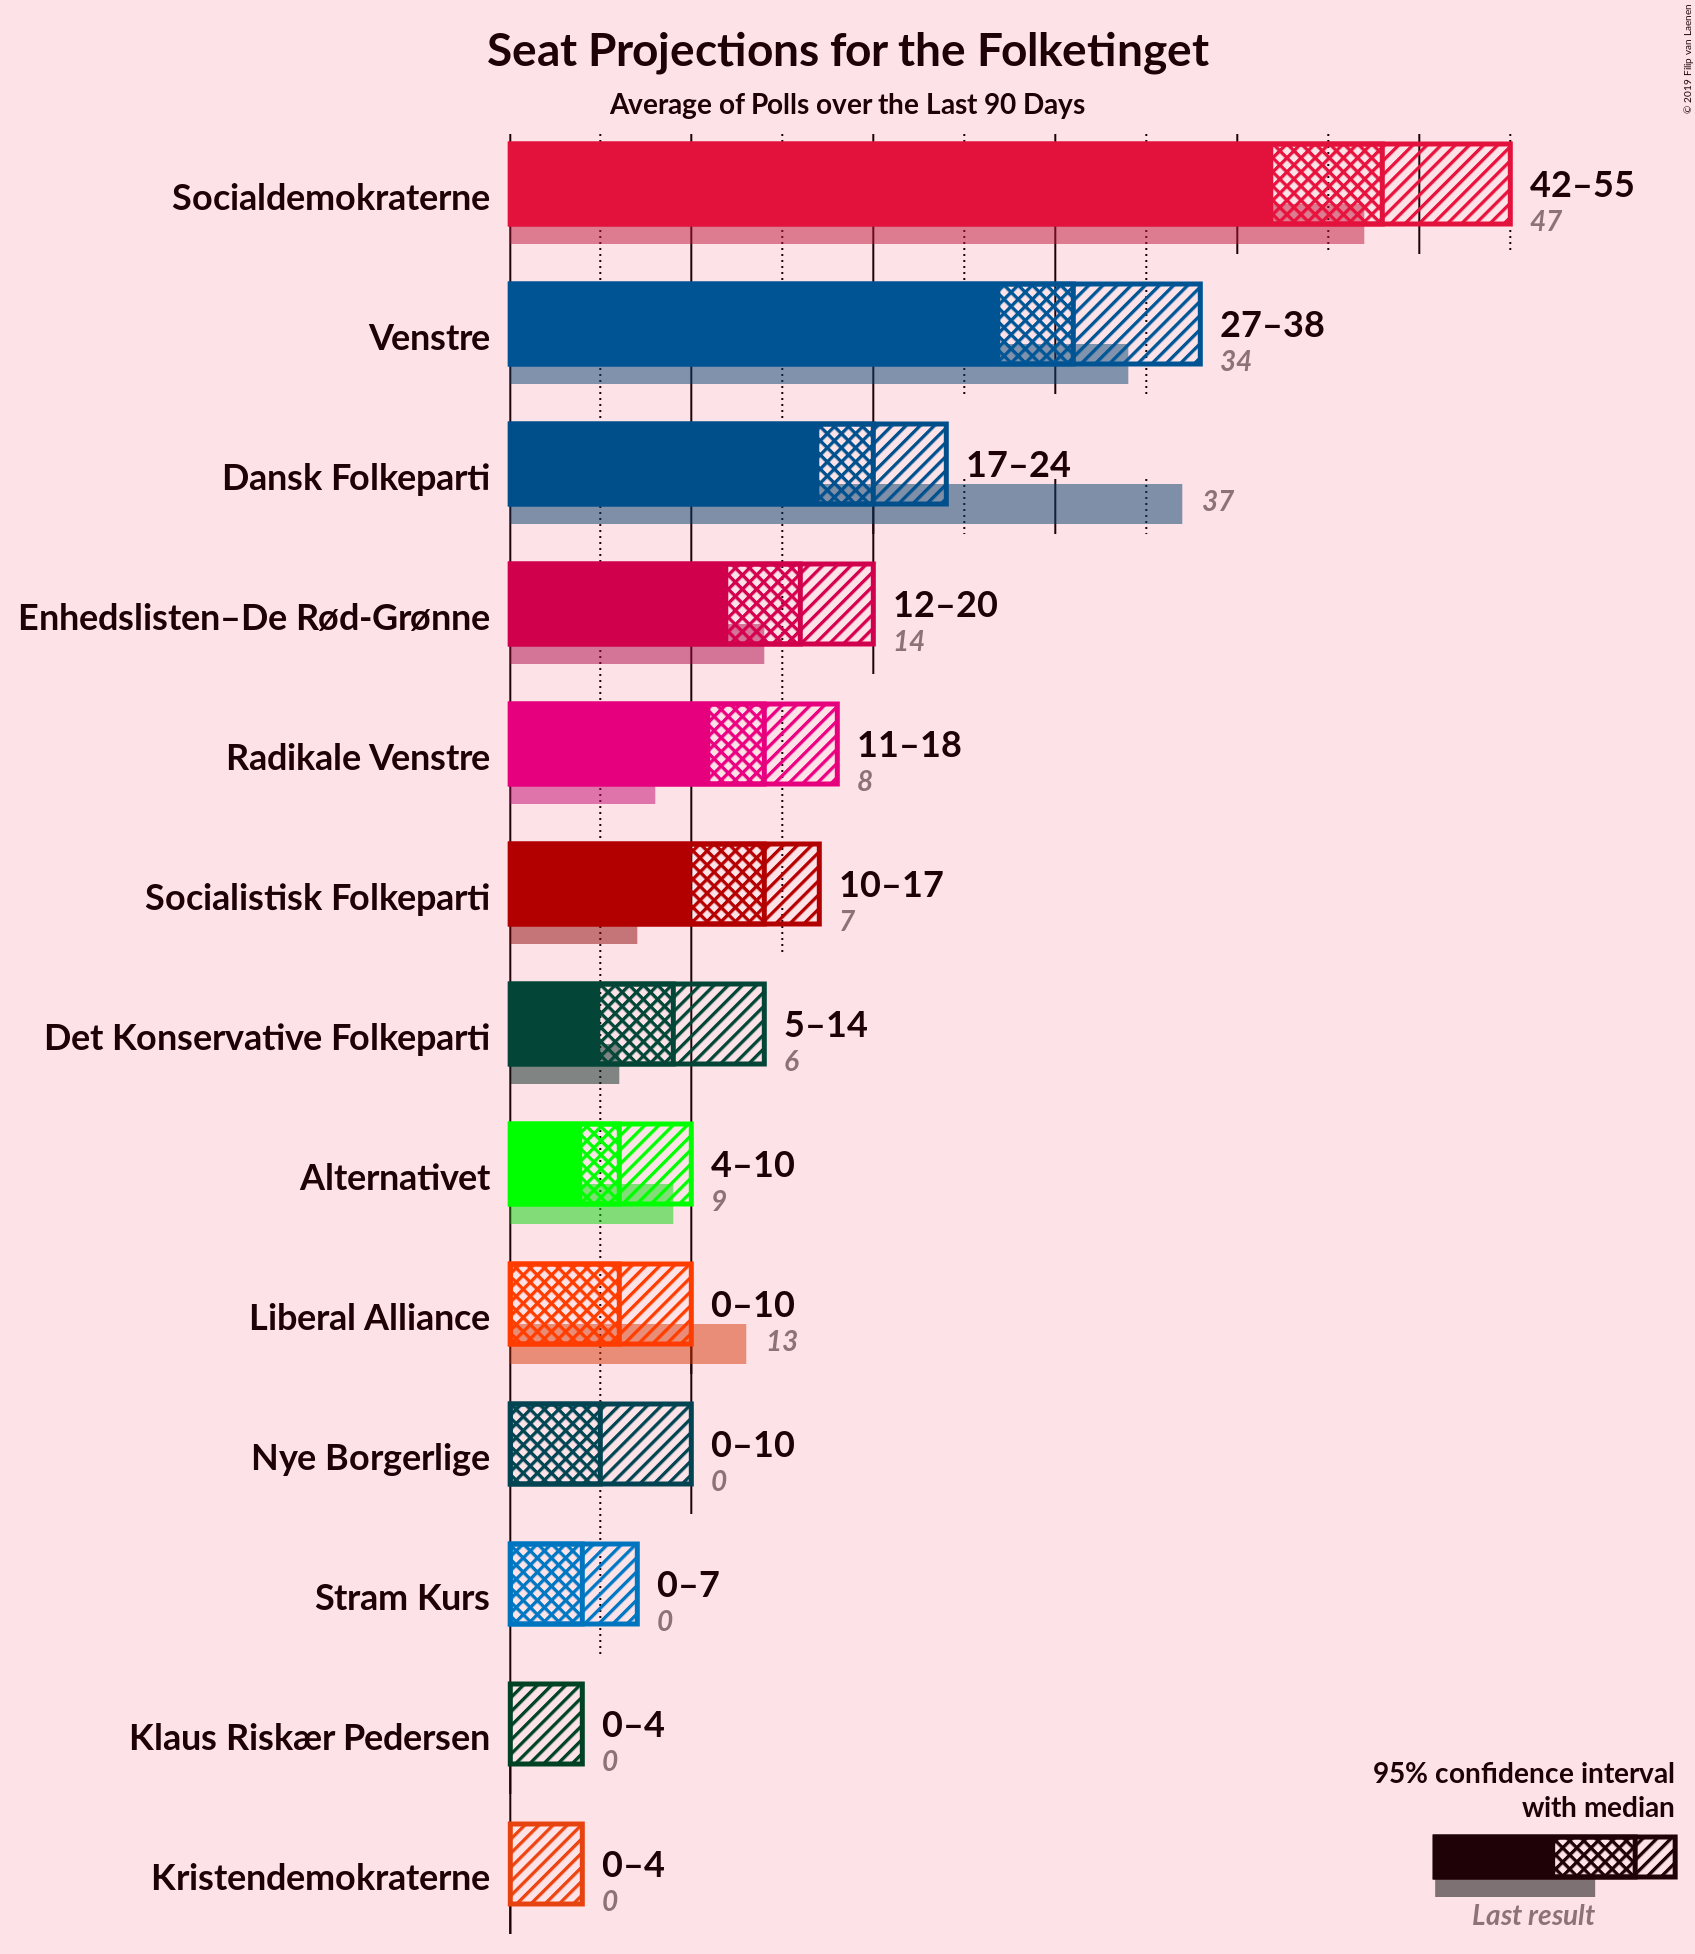 Seat Projections for the Folketinget
Average of Polls over the Last 90 Days
© 2019 Filip van Laenen
Socialdemokraterne
42–55
47
Venstre
27–38
34
Dansk Folkeparti
17–24
37
Enhedslisten–De Rød-Grønne
12–20
14
Radikale Venstre
11–18
8
Socialistisk Folkeparti
10–17
7
Det Konservative Folkeparti
5–14
6
Alternativet
4–10
9
Liberal Alliance
0–10
13
Nye Borgerlige
0–10
0
Stram Kurs
0–7
0
Klaus Riskær Pedersen
0–4
0
Kristendemokraterne
0–4
0
95% confidence interval
with median
Last result